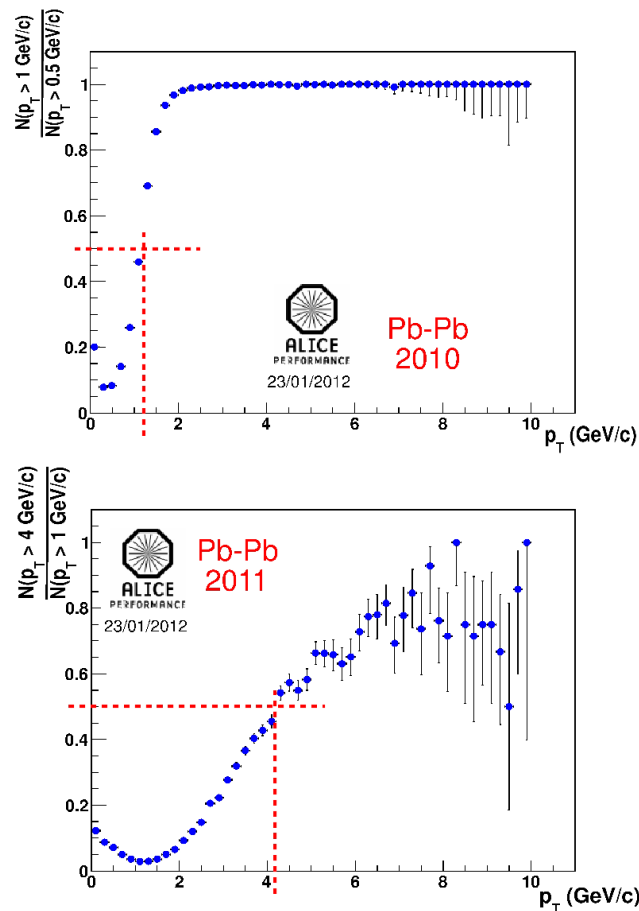 N(p_T > 1 GeV/c)
N(p_T > 0.5 GeV/c)
1
0.8
0.6
0.4
0.2
0
ALICE
PERFORMANCE
23/01/2012
Pb-Pb
2010
0 2 4 6 8 10
p_T (GeV/c)
N(p_T > 4 GeV/c)
N(p_T > 1 GeV/c)
1
0.8
0.6
0.4
0.2
0
ALICE
PERFORMANCE
23/01/2012
Pb-Pb
2011
0 2 4 6 8 10
p_T (GeV/c)